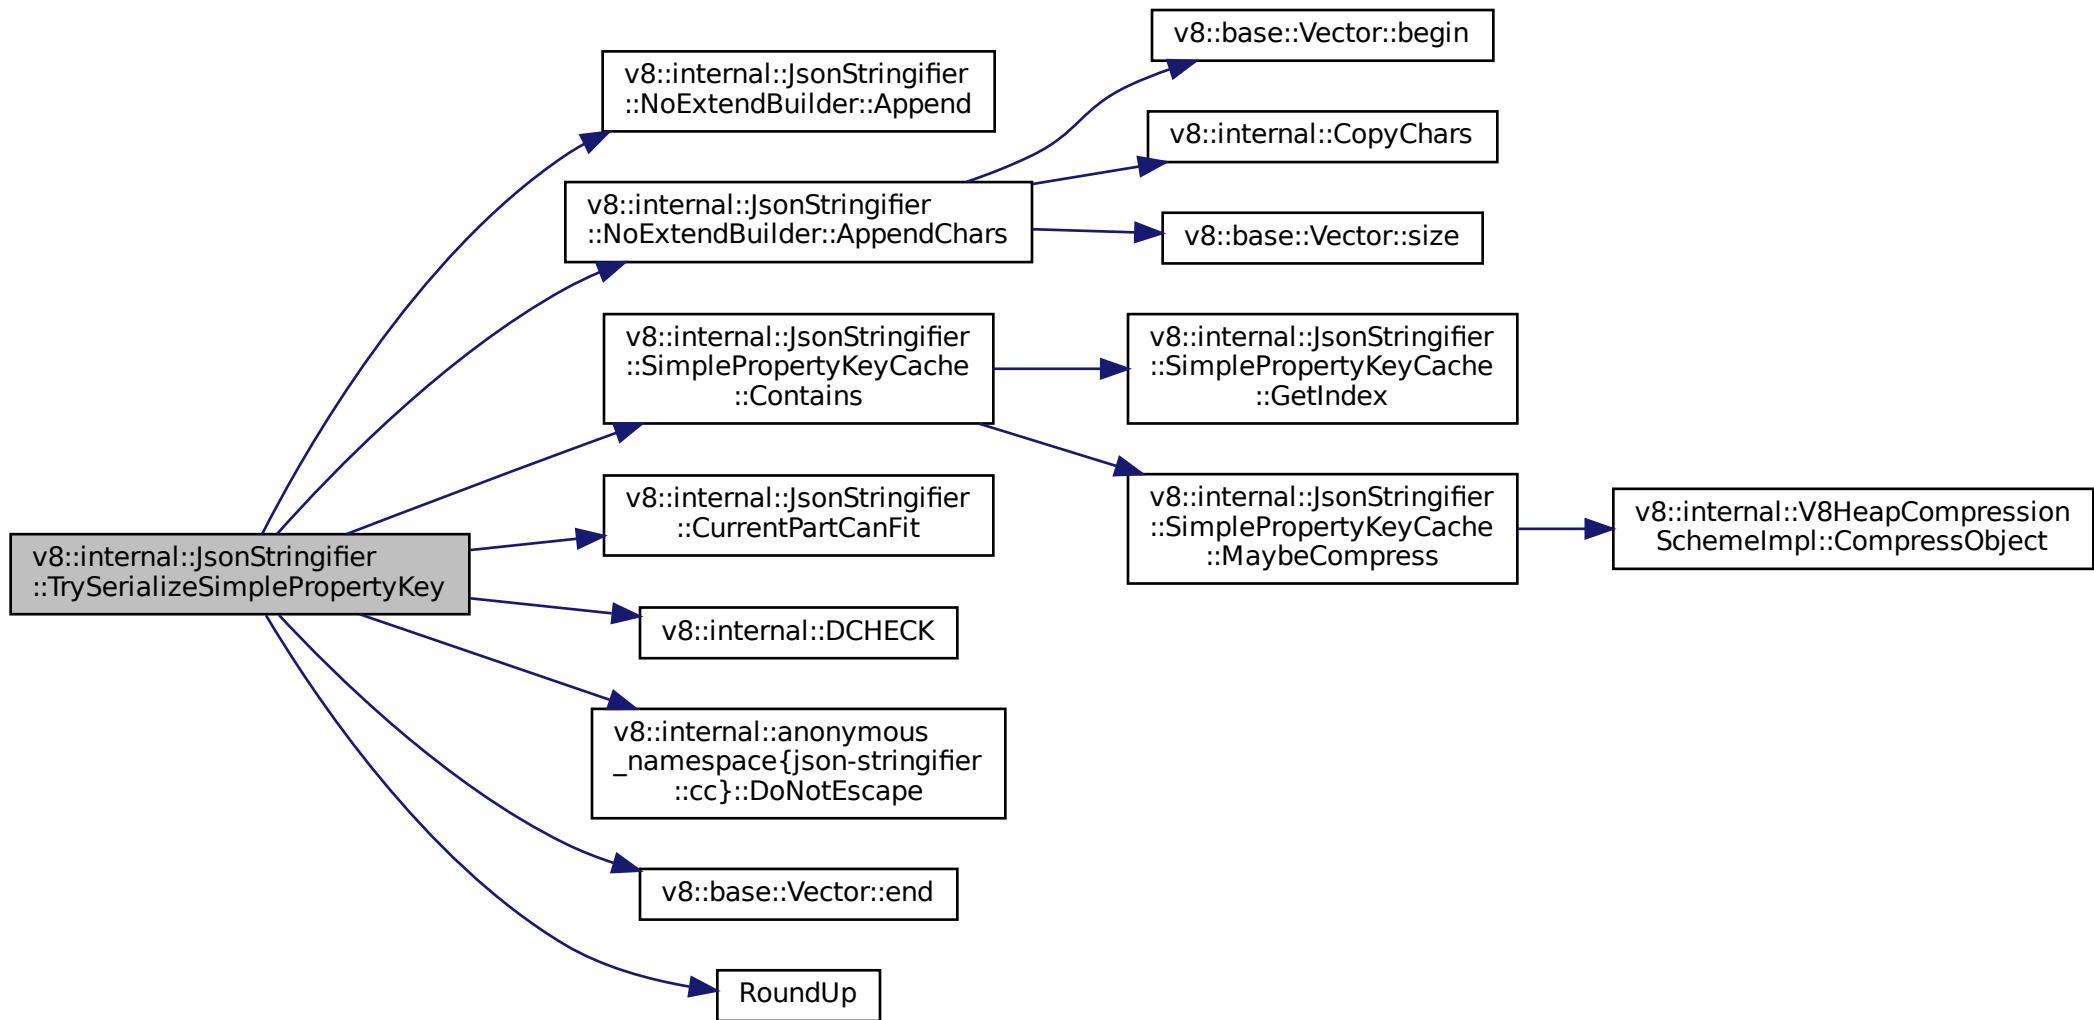 v8::internal::JsonStringifier
::TrySerializeSimplePropertyKey
v8::internal::JsonStringifier
::NoExtendBuilder::Append
v8::internal::JsonStringifier
::NoExtendBuilder::AppendChars
v8::base::Vector::begin
v8::internal::CopyChars
v8::base::Vector::size
v8::internal::JsonStringifier
::SimplePropertyKeyCache
::Contains
v8::internal::JsonStringifier
::SimplePropertyKeyCache
::GetIndex
v8::internal::JsonStringifier
::SimplePropertyKeyCache
::MaybeCompress
v8::internal::V8HeapCompression
SchemeImpl::CompressObject
v8::internal::JsonStringifier
::CurrentPartCanFit
v8::internal::DCHECK
v8::internal::anonymous
_namespace{json-stringifier
::cc}::DoNotEscape
v8::base::Vector::end
RoundUp